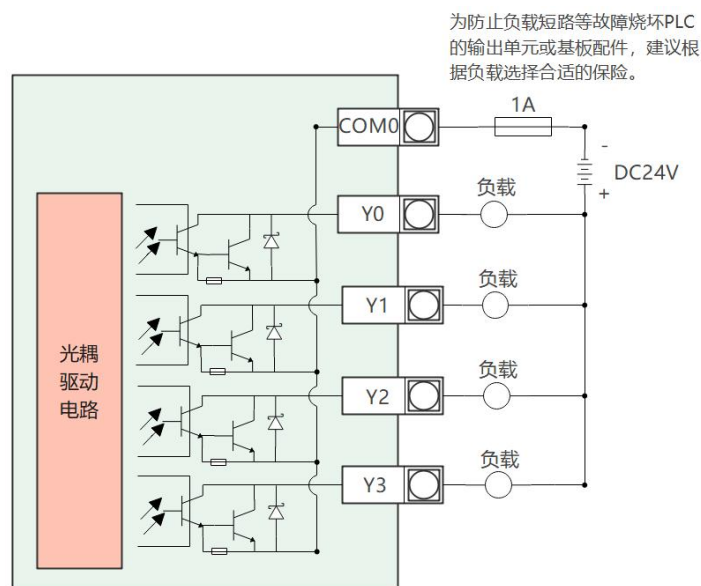 为防止负载短路等故障烧坏PLC
的输出单元或基板配件，建议根
据负载选择合适的保险。
1A
COM0
-
DC24V
+
负载
Y0
负载
Y1
光耦
驱动
电路
负载
Y2
负载
Y3